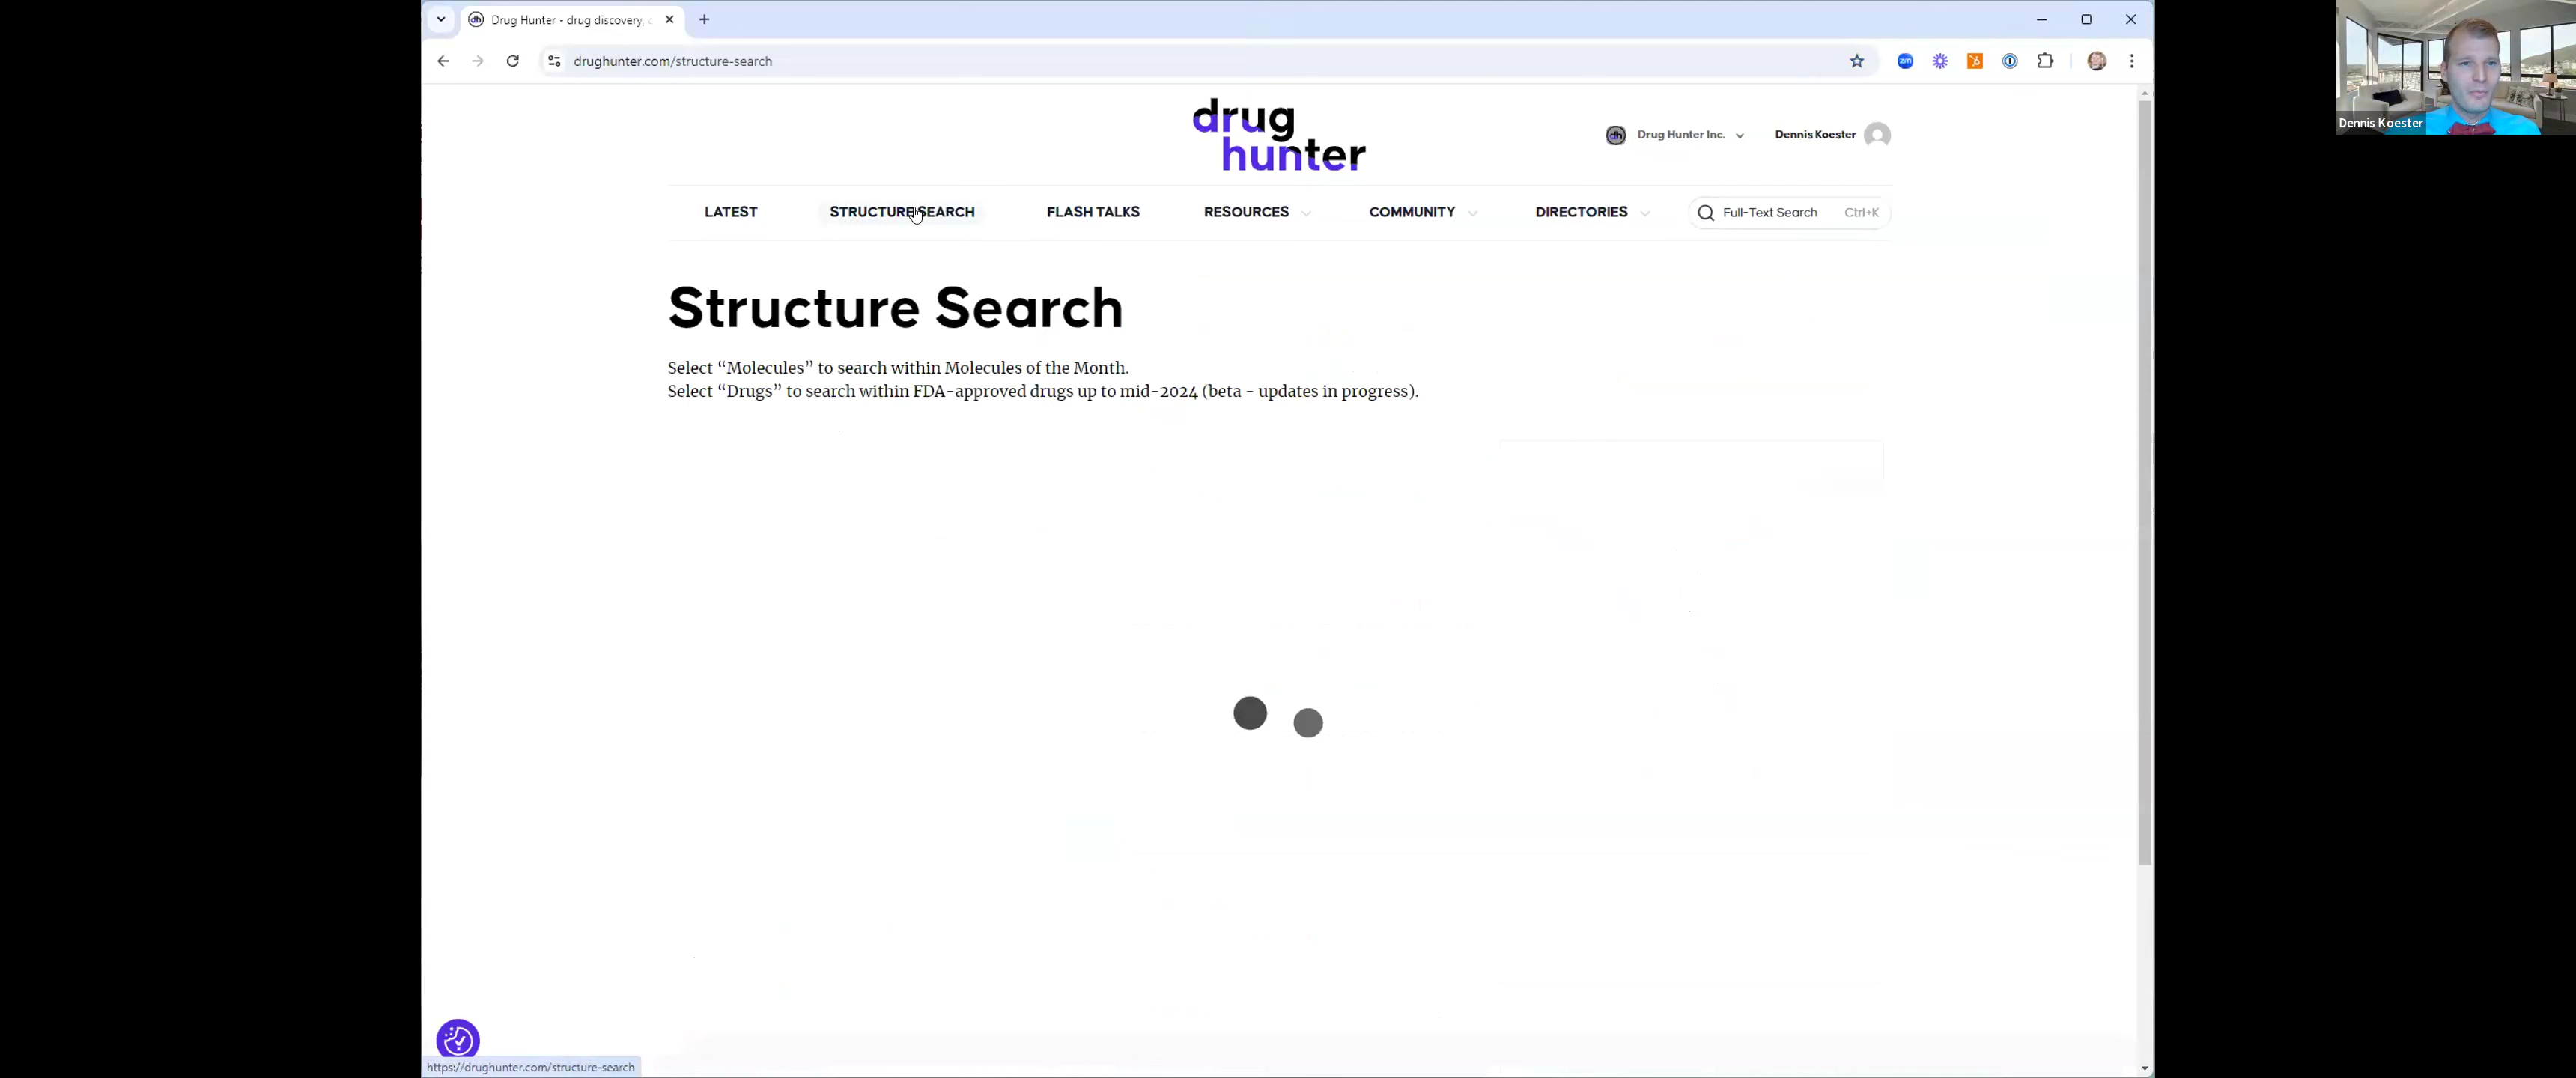 Drug Hunter - drug discovery,
drughunter.com/structure-search
zm
Dennis Koester
drug
hunter
dh
Drug Hunter Inc.
Dennis Koester
LATEST
STRUCTURE SEARCH
FLASH TALKS
RESOURCES
COMMUNITY
DIRECTORIES
Full-Text Search
Ctrl+K
Structure Search
Select “Molecules” to search within Molecules of the Month.
Select “Drugs” to search within FDA-approved drugs up to mid-2024 (beta - updates in progress).
https://drughunter.com/structure-search